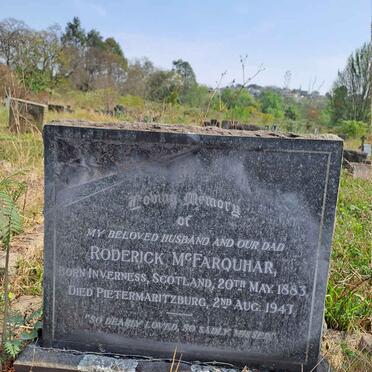 In Loving Memory
of
MY BELOVED HUSBAND AND OUR DAD
RODERICK McFARQUHAR,
BORN INVERNESS, SCOTLAND, 20TH MAY. 1883.
DIED PIETERMARITZBURG, 2ND AUG. 1947.
"SO DEARLY LOVED, SO SADLY MISSED."